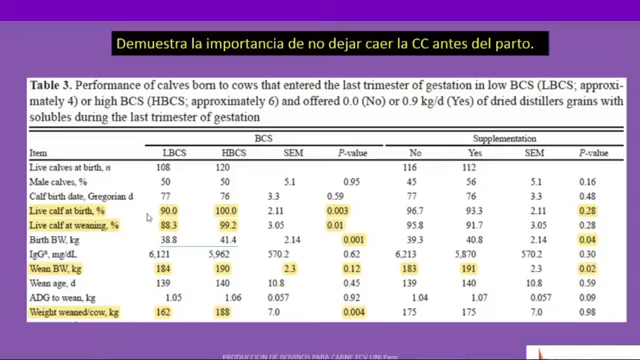 Demuestra la importancia de no dejar caer la CC antes del parto.
Table 3. Performance of calves born to cows that entered the last trimester of gestation in low BCS (LBCS; approxi-
mately 4) or high BCS (HBCS; approximately 6) and offered 0.0 (No) or 0.9 kg/d (Yes) of dried distillers grains with
solubles during the last trimester of gestation
BCS Supplementation
Item LBCS HBCS SEM P-value No Yes SEM P-value
Live calves at birth, n 108 120 116 112
Male calves, % 50 50 5.1 0.95 45 56 5.1 0.16
Calf birth date, Gregorian d 77 76 3.3 0.59 77 76 3.3 0.48
Live calf at birth, % 90.0 100.0 2.11 0.003 96.7 93.3 2.11 0.28
Live calf at weaning, % 88.3 99.2 3.05 0.01 95.8 91.7 3.05 0.28
Birth BW, kg 38.8 41.4 2.14 0.001 39.3 40.8 2.14 0.04
IgGª, mg/dL 6,121 5,962 570.2 0.62 6,213 5,870 570.2 0.30
Wean BW, kg 184 190 2.3 0.12 183 191 2.3 0.02
Wean age, d 139 140 10.8 0.45 139 140 10.8 0.59
ADG to wean, kg 1.05 1.06 0.057 0.92 1.04 1.07 0.057 0.09
Weight weaned/cow, kg 162 188 7.0 0.004 175 175 7.0 0.98
PRODUCCION DE BOVINOS PARA CARNE FCV UNLPam